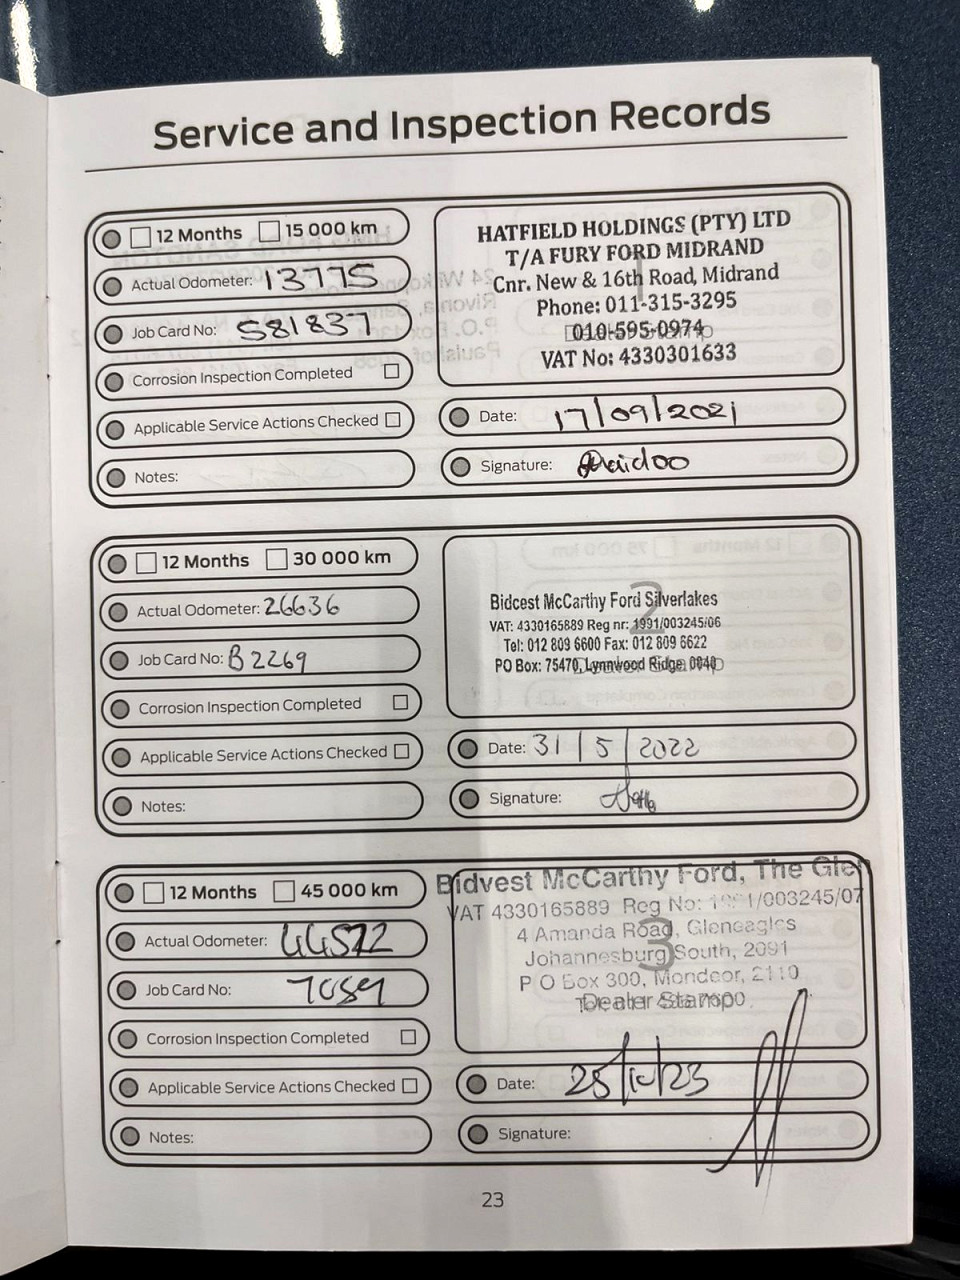 Service and Inspection Records
12 Months 15 000 km
Actual Odometer: 13775
Job Card No: 581837
Corrosion Inspection Completed
Applicable Service Actions Checked
Notes:
HATFIELD HOLDINGS (PTY) LTD
T/A FURY FORD MIDRAND
Cnr. New & 16th Road, Midrand
Phone: 011-315-3295
010-595-0974
VAT No: 4330301633
Date: 17/09/2021
Signature:
12 Months 30 000 km
Actual Odometer: 26636
Job Card No: B2269
Corrosion Inspection Completed
Applicable Service Actions Checked
Notes:
2
Bidcest McCarthy Ford Silverlakes
VAT: 4330165889 Reg nr: 1991/003245/06
Tel: 012 809 6600 Fax: 012 809 6622
PO Box: 75470, Lynnwood Ridge, 0040
Date: 31/5/2022
Signature:
12 Months 45 000 km
Actual Odometer: 44572
Job Card No:
Corrosion Inspection Completed
Applicable Service Actions Checked
Notes:
Bidvest McCarthy Ford, The Glen
VAT 4330165889 Reg No: 1991/003245/07
4 Amanda Road, Gleneagles
3
Johannesburg South, 2091
P O Box 300, Mondeor, 2110
Dealer Stamp
Date:
Signature:
23